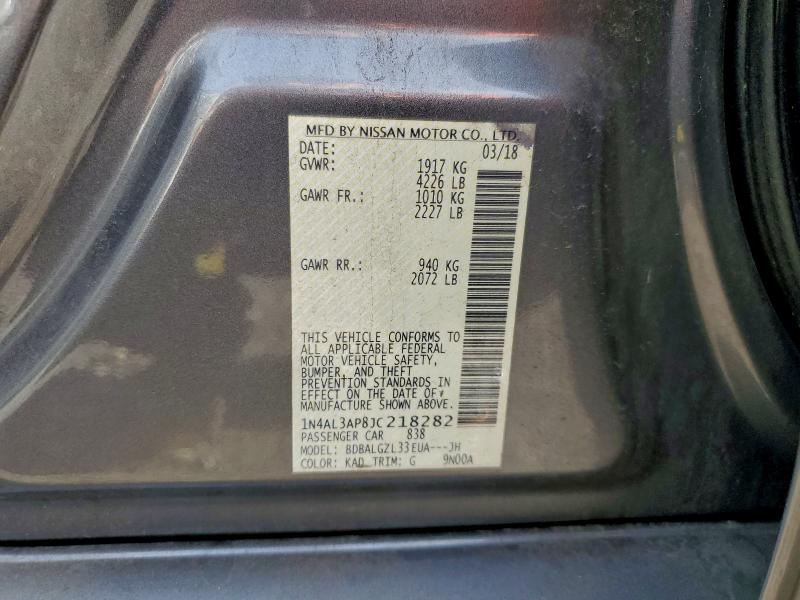 MFD BY NISSAN MOTOR CO., LTD.
DATE: 03/18
GVWR: 1917 KG
4226 LB
GAWR FR.: 1010 KG
2227 LB
GAWR RR.: 940 KG
2072 LB
THIS VEHICLE CONFORMS TO
ALL APPLICABLE FEDERAL
MOTOR VEHICLE SAFETY,
BUMPER, AND THEFT
PREVENTION STANDARDS IN
EFFECT ON THE DATE OF
MANUFACTURE SHOWN ABOVE.
1N4AL3AP8JC218282
PASSENGER CAR 838
MODEL: BDBALGZL33EUA---JH
COLOR: KAD TRIM: G 9N00A